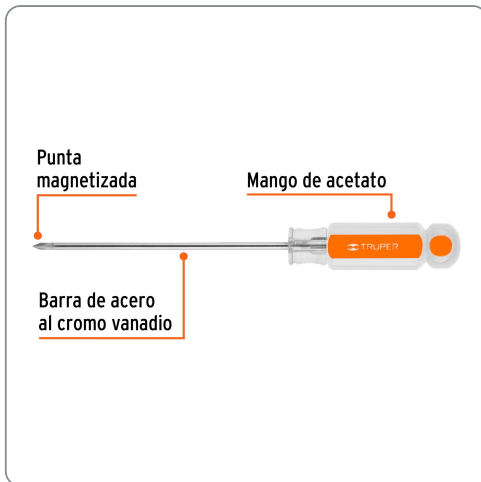 Punta
magnetizada
Mango de acetato
TRUPER
Barra de acero
al cromo vanadio